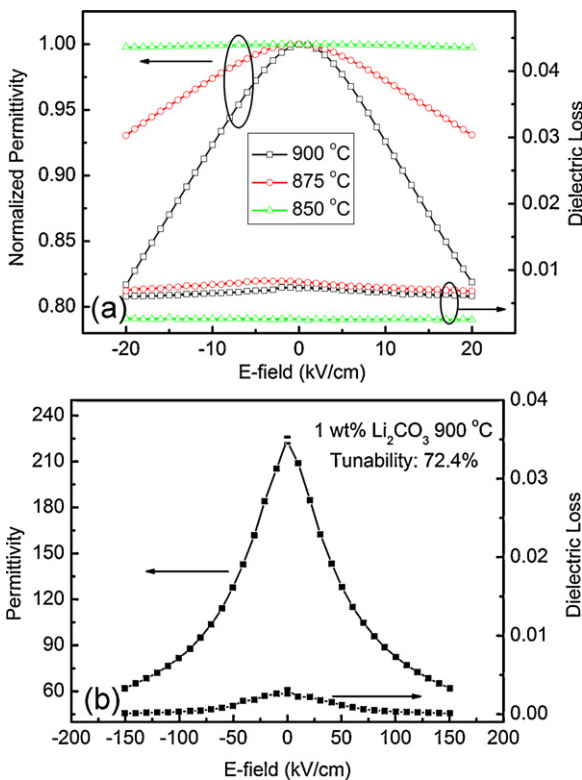 1.00
0.95
0.90
0.85
0.80
0.04
0.03
0.02
0.01
0.00
Normalized Permittivity
Dielectric Loss
900 °C
875 °C
850 °C
(a)
-20 -10 0 10 20
E-field (kV/cm)
240
210
180
150
120
90
60
0.04
0.03
0.02
0.01
0.00
Permittivity
Dielectric Loss
1 wt% Li₂CO₃ 900 °C
Tunability: 72.4%
(b)
-200 -150 -100 -50 0 50 100 150 200
E-field (kV/cm)